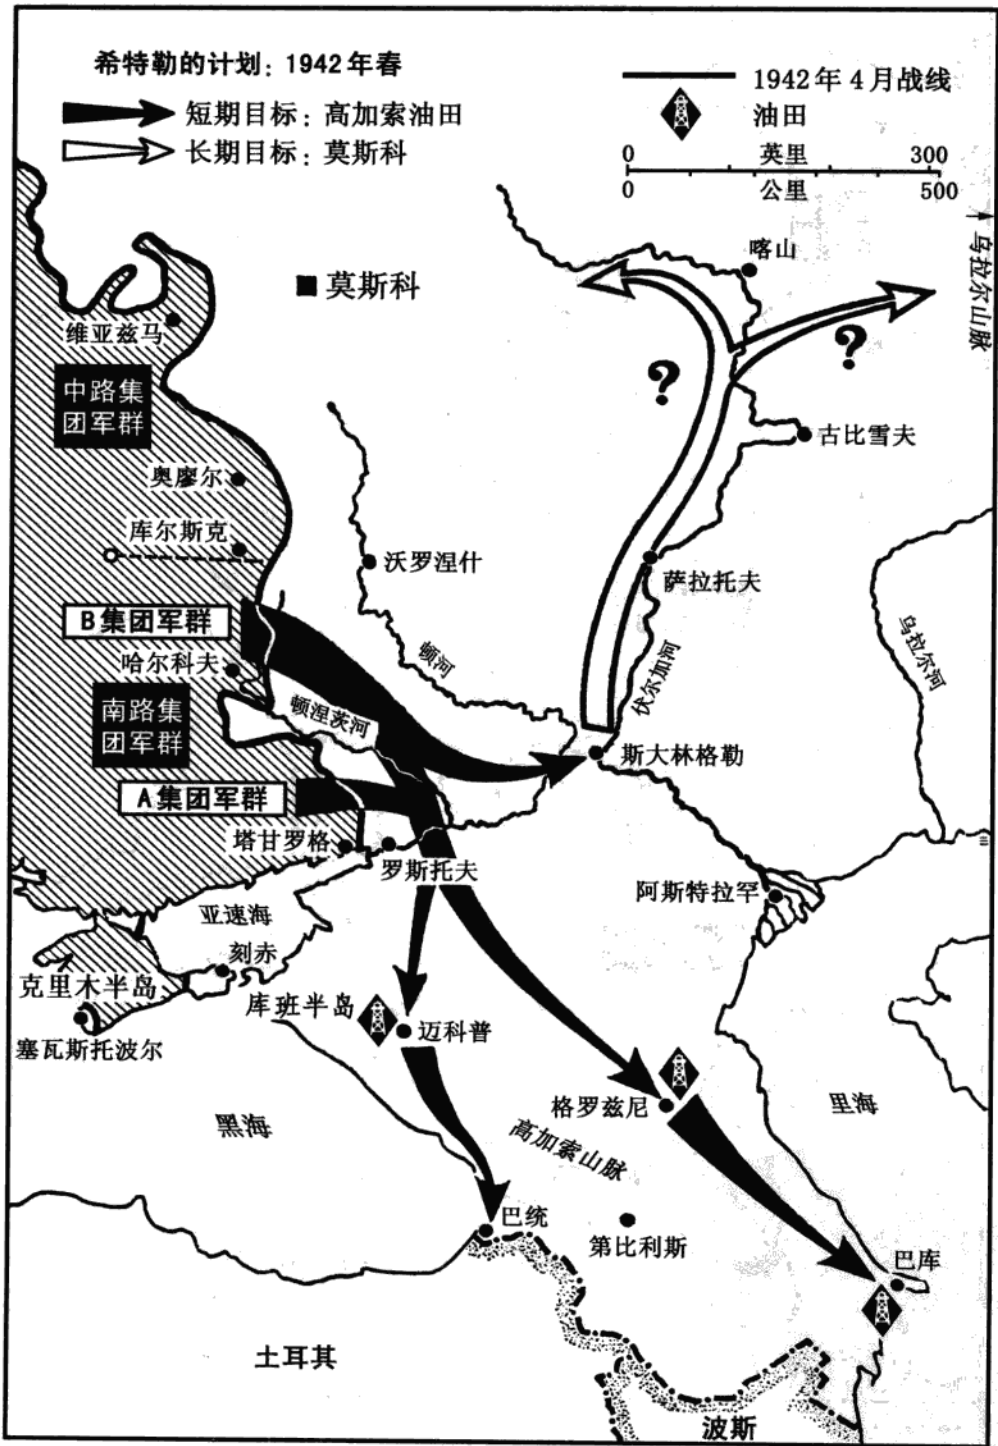 希特勒的计划：1942年春
短期目标：高加索油田
长期目标：莫斯科
1942年4月战线
油田
0 英里 300
0 公里 500
乌拉尔山脉
喀山
莫斯科
维亚兹马
?
?
中路集
团军群
古比雪夫
奥廖尔
库尔斯克
沃罗涅什
萨拉托夫
B集团军群
乌拉尔河
哈尔科夫
顿河
伏尔加河
南路集
团军群
顿涅茨河
斯大林格勒
A集团军群
塔甘罗格
罗斯托夫
阿斯特拉罕
亚速海
刻赤
克里木半岛
库班半岛
迈科普
塞瓦斯托波尔
格罗兹尼
里海
黑海
高加索山脉
巴统
第比利斯
巴库
土耳其
波斯